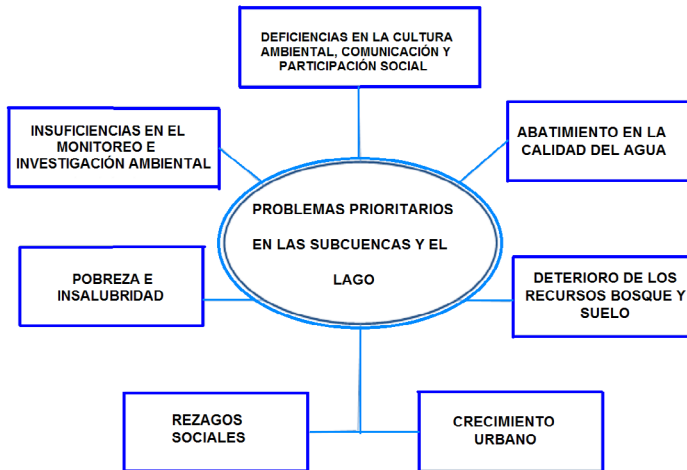 DEFICIENCIAS EN LA CULTURA
AMBIENTAL, COMUNICACIÓN Y
PARTICIPACIÓN SOCIAL
INSUFICIENCIAS EN EL
MONITOREO E
INVESTIGACIÓN AMBIENTAL
ABATIMIENTO EN LA
CALIDAD DEL AGUA
PROBLEMAS PRIORITARIOS
EN LAS SUBCUENCAS Y EL
LAGO
POBREZA E
INSALUBRIDAD
DETERIORO DE LOS
RECURSOS BOSQUE Y
SUELO
REZAGOS
SOCIALES
CRECIMIENTO
URBANO